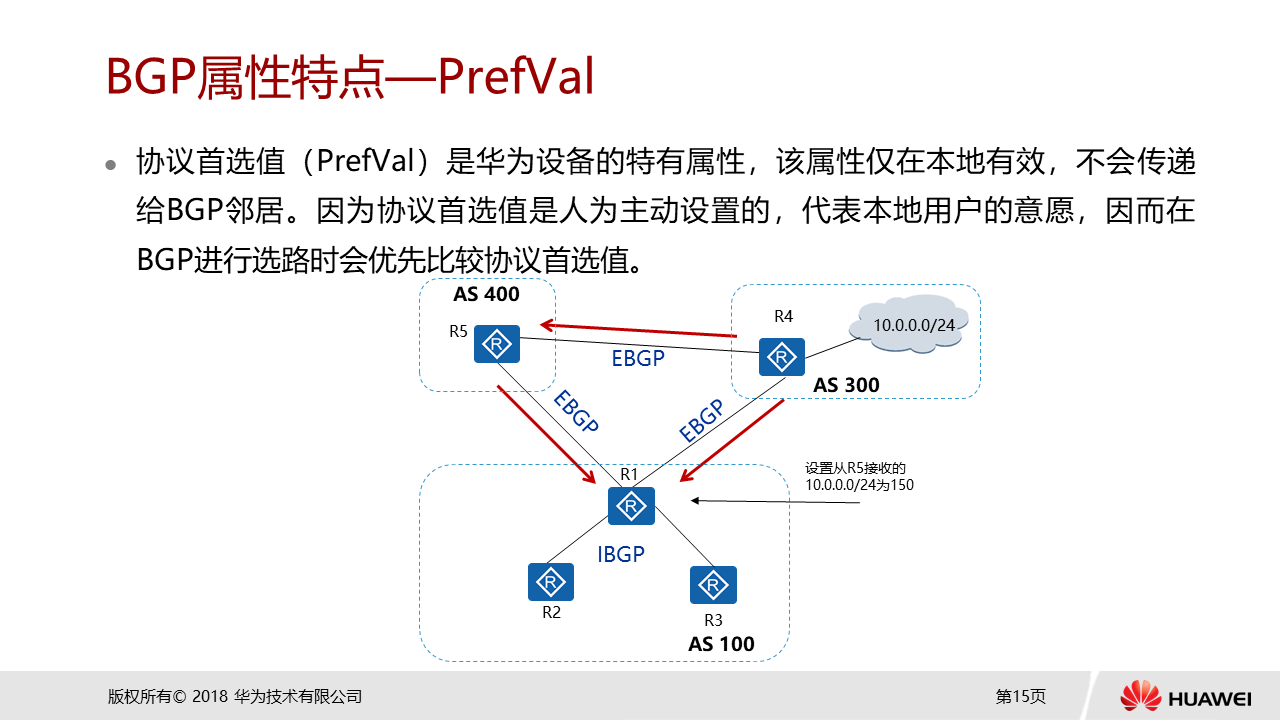 BGP属性特点—PrefVal
协议首选值（PrefVal）是华为设备的特有属性，该属性仅在本地有效，不会传递
给BGP邻居。因为协议首选值是人为主动设置的，代表本地用户的意愿，因而在
BGP进行选路时会优先比较协议首选值。
AS 400
R5
R
R4
R
10.0.0.0/24
EBGP
AS 300
EBGP
EBGP
设置从R5接收的
10.0.0.0/24为150
R1
R
IBGP
R
R2
R
R3
AS 100
版权所有© 2018 华为技术有限公司
第15页
HUAWEI